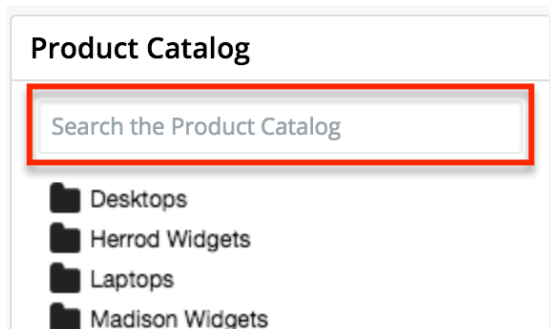 Product Catalog
Search the Product Catalog
Desktops
Herrod Widgets
Laptops
Madison Widgets